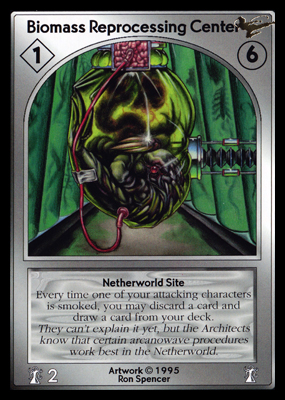 Biomass Reprocessing Center
1
6
Netherworld Site
Every time one of your attacking characters
is smoked, you may discard a card and
draw a card from your deck.
They can't explain it yet, but the Architects
know that certain arcanowave procedures
work best in the Netherworld.
2
Artwork © 1995
Ron Spencer